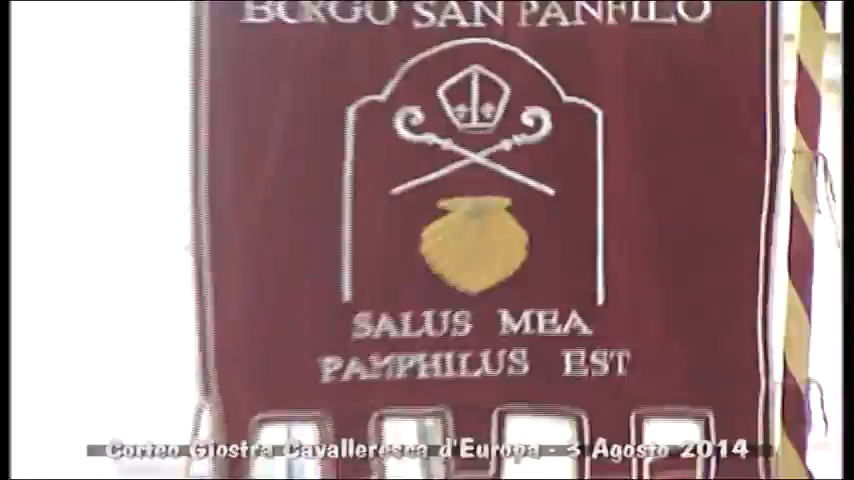 BORGO SAN PANFILO
SALUS MEA
PAMPHILUS EST
Corteo Giostra Cavalleresca d'Europa - 3 Agosto 2014